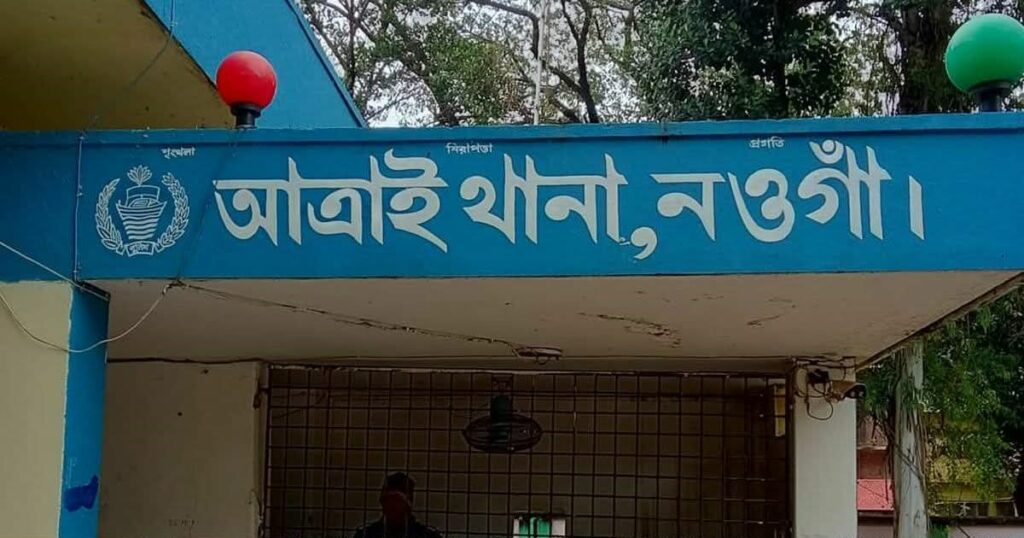 শৃংখলা নিরাপত্তা প্রগতি
আত্রাই থানা, নওগাঁ।
পুলিশ